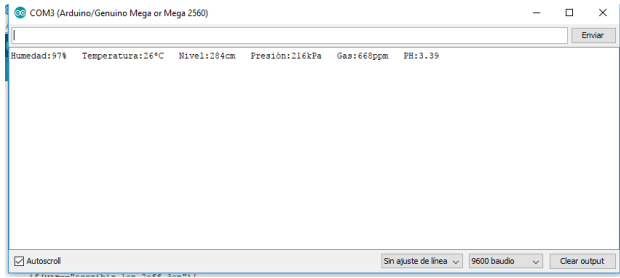 COM3 (Arduino/Genuino Mega or Mega 2560)
Enviar
Humedad:97% Temperatura:26°C Nivel:284cm Presión:216kPa Gas:668ppm PH:3.39
Autoscroll
Sin ajuste de línea
9600 baudio
Clear output